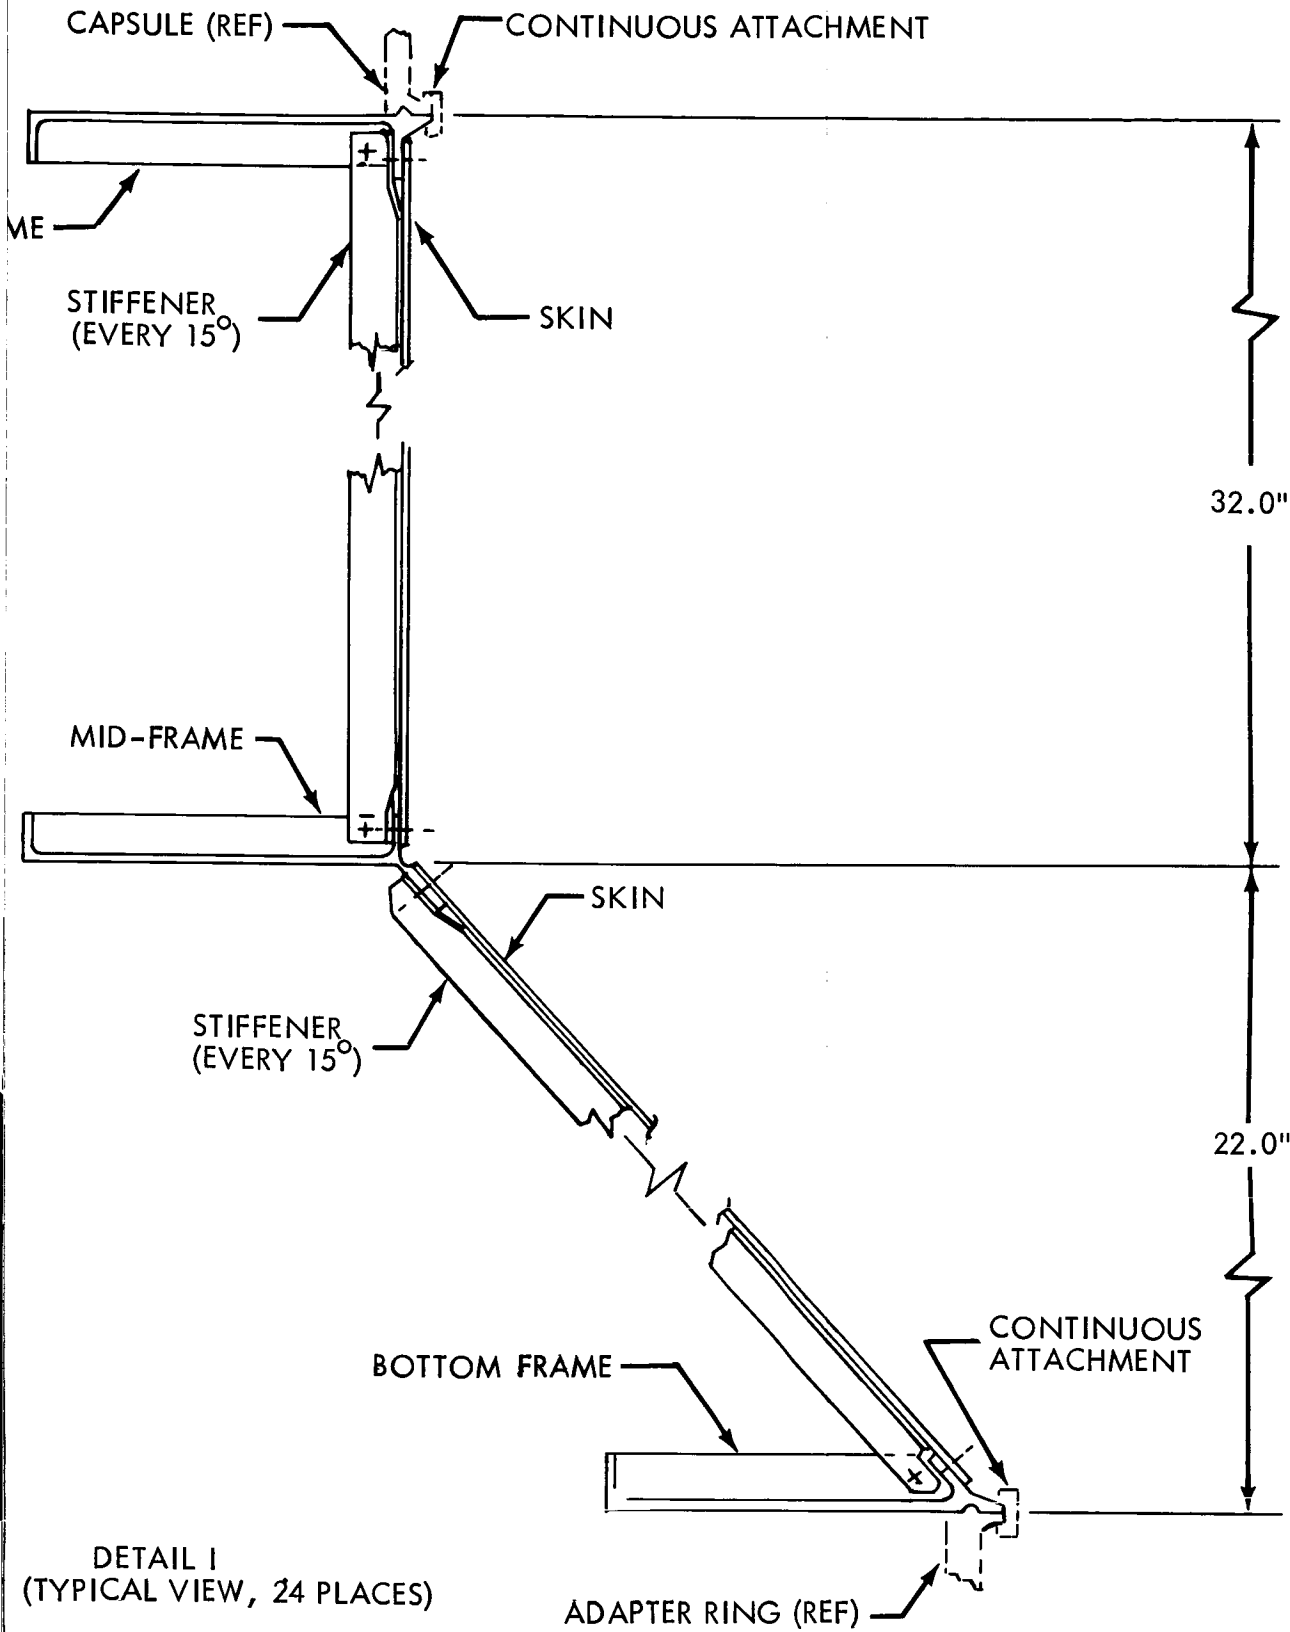 CAPSULE (REF)
CONTINUOUS ATTACHMENT
ME
STIFFENER
(EVERY 15°)
SKIN
32.0"
MID-FRAME
SKIN
STIFFENER
(EVERY 15°)
22.0"
CONTINUOUS
ATTACHMENT
BOTTOM FRAME
DETAIL I
(TYPICAL VIEW, 24 PLACES)
ADAPTER RING (REF)